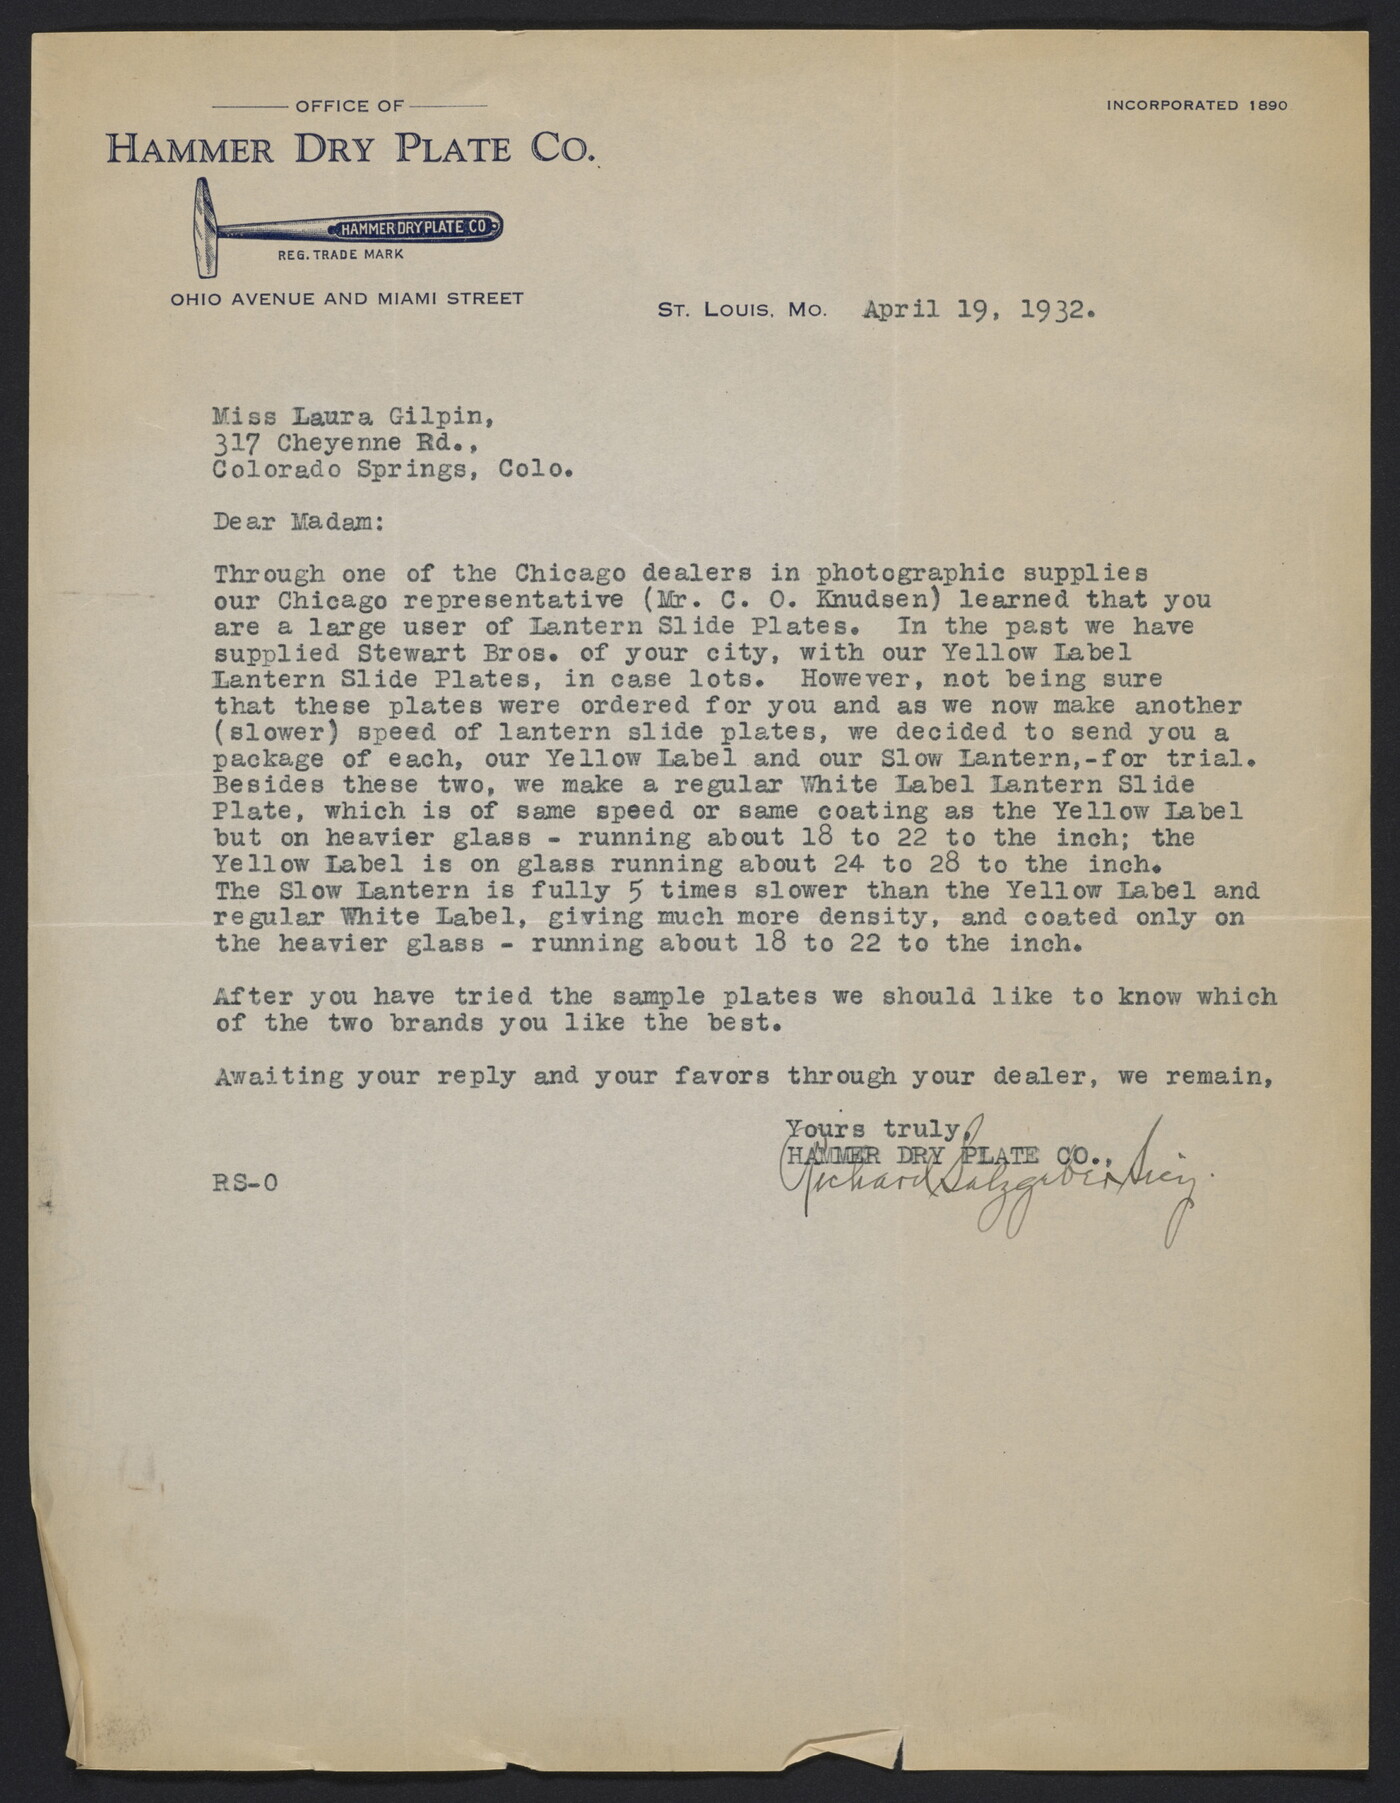 OFFICE OF
HAMMER DRY PLATE CO.
INCORPORATED 1890
HAMMER DRY PLATE CO
REG. TRADE MARK
OHIO AVENUE AND MIAMI STREET
ST. LOUIS, MO. April 19, 1932.
Miss Laura Gilpin,
317 Cheyenne Rd.,
Colorado Springs, Colo.
Dear Madam:
Through one of the Chicago dealers in photographic supplies
our Chicago representative (Mr. C. O. Knudsen) learned that you
are a large user of Lantern Slide Plates. In the past we have
supplied Stewart Bros. of your city, with our Yellow Label
Lantern Slide Plates, in case lots. However, not being sure
that these plates were ordered for you and as we now make another
(slower) speed of lantern slide plates, we decided to send you a
package of each, our Yellow Label and our Slow Lantern,-for trial.
Besides these two, we make a regular White Label Lantern Slide
Plate, which is of same speed or same coating as the Yellow Label
but on heavier glass - running about 18 to 22 to the inch; the
Yellow Label is on glass running about 24 to 28 to the inch.
The Slow Lantern is fully 5 times slower than the Yellow Label and
regular White Label, giving much more density, and coated only on
the heavier glass - running about 18 to 22 to the inch.
After you have tried the sample plates we should like to know which
of the two brands you like the best.
Awaiting your reply and your favors through your dealer, we remain,
Yours truly,
HAMMER DRY PLATE CO.,
Richard Salzgeber
RS-O